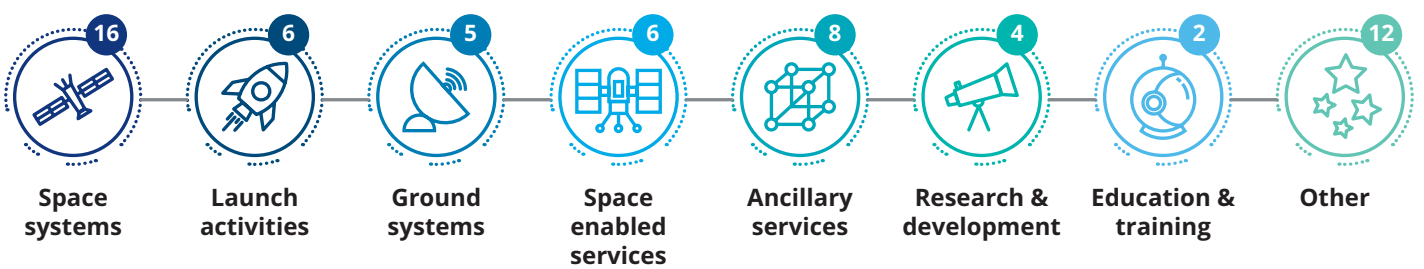 16
6
5
6
8
4
2
12
Space
systems
Launch
activities
Ground
systems
Space
enabled
services
Ancillary
services
Research &
development
Education &
training
Other